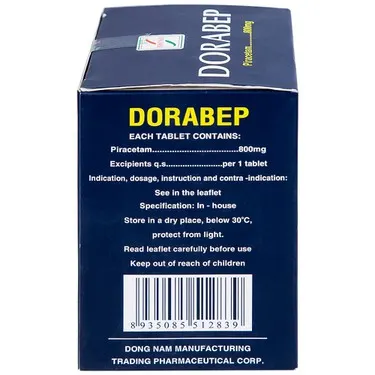 DORABEP
Piracetam..............800mg
DORABEP
EACH TABLET CONTAINS:
Piracetam.......................................800mg
Excipients q.s.........................per 1 tablet
Indication, dosage, instruction and contra -indication:
See in the leaflet
Specification: In - house
Store in a dry place, below 30°C,
protect from light.
Read leaflet carefully before use
Keep out of reach of children
8 935085 512839
DONG NAM MANUFACTURING
TRADING PHARMACEUTICAL CORP.